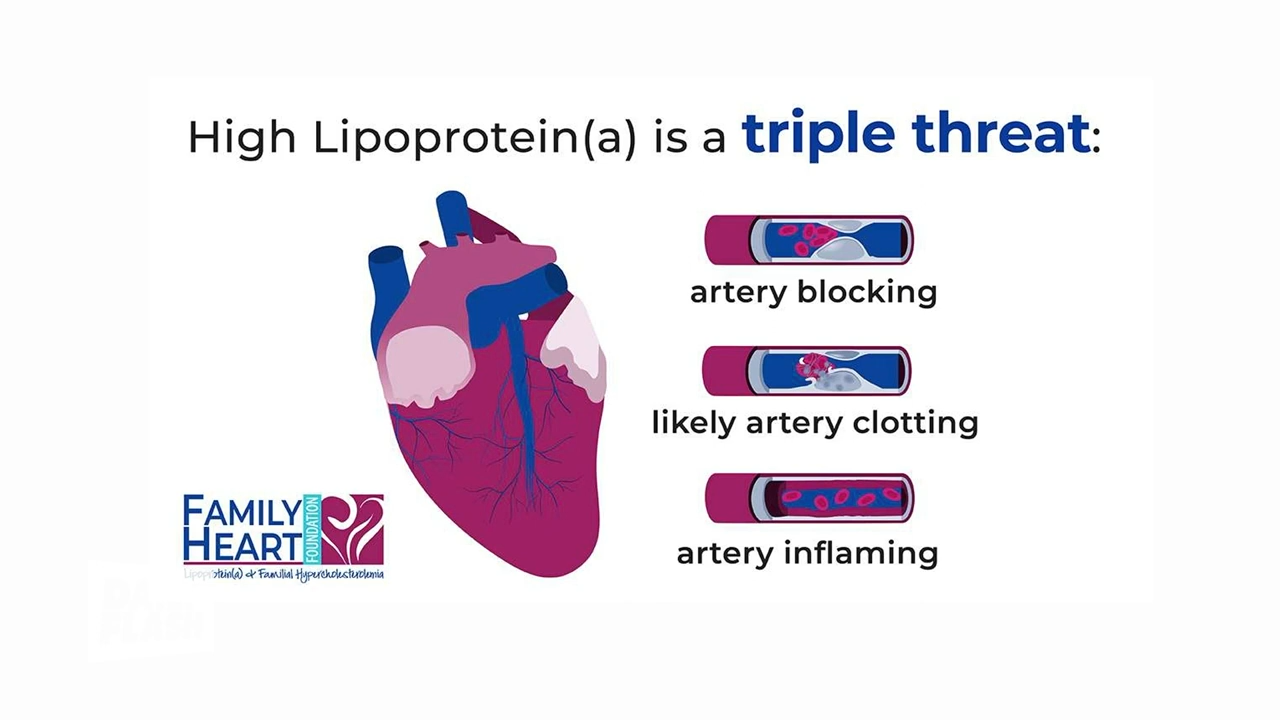 High Lipoprotein(a) is a triple threat:
artery blocking
likely artery clotting
artery inflaming
FAMILY
HEART
FOUNDATION
Lipoprotein(a) & Familial Hypercholesterolemia